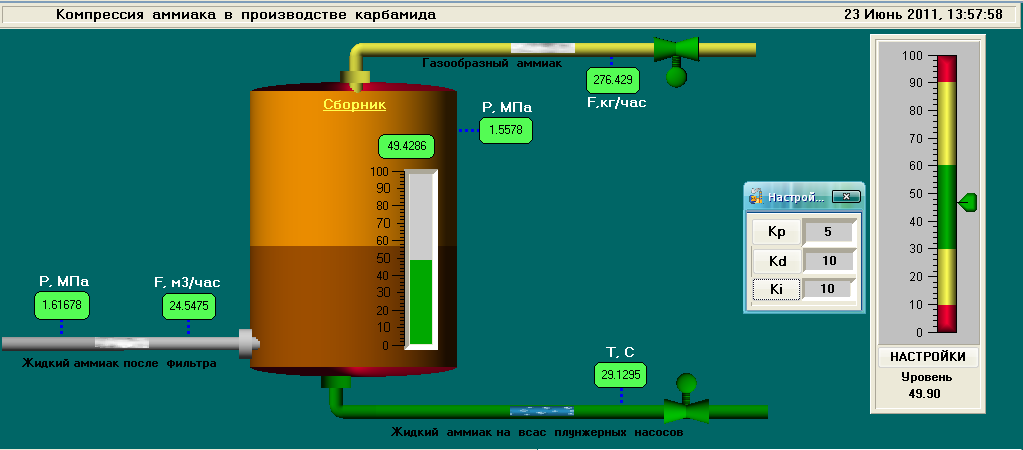 Компрессия аммиака в производстве карбамида
23 Июнь 2011, 13:57:58
Газообразный аммиак
276.429
F,кг/час
Сборник
P, МПа
1.5578
49.4286
100
90
80
70
60
50
40
30
20
10
0
P, МПа
1.61678
F, м3/час
24.5475
Жидкий аммиак после фильтра
T, C
29.1295
Жидкий аммиак на всас плунжерных насосов
Настрой...
Kp 5
Kd 10
Ki 10
100
90
80
70
60
50
40
30
20
10
0
НАСТРОЙКИ
Уровень
49.90